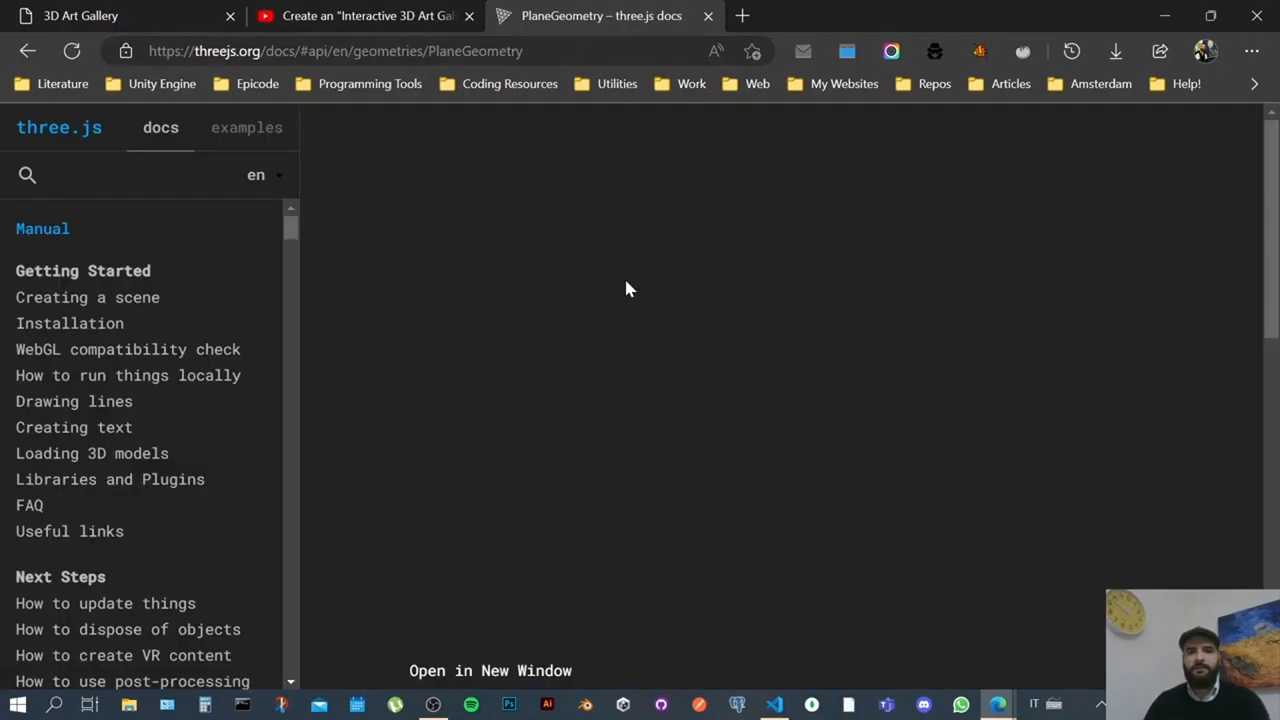 3D Art Gallery
Create an "Interactive 3D Art Gal
PlaneGeometry – three.js docs
https://threejs.org/docs/#api/en/geometries/PlaneGeometry
Literature
Unity Engine
Epicode
Programming Tools
Coding Resources
Utilities
Work
Web
My Websites
Repos
Articles
Amsterdam
Help!
three.js
docs
examples
en
Manual
Getting Started
Creating a scene
Installation
WebGL compatibility check
How to run things locally
Drawing lines
Creating text
Loading 3D models
Libraries and Plugins
FAQ
Useful links
Next Steps
How to update things
How to dispose of objects
How to create VR content
How to use post-processing
Open in New Window
IT